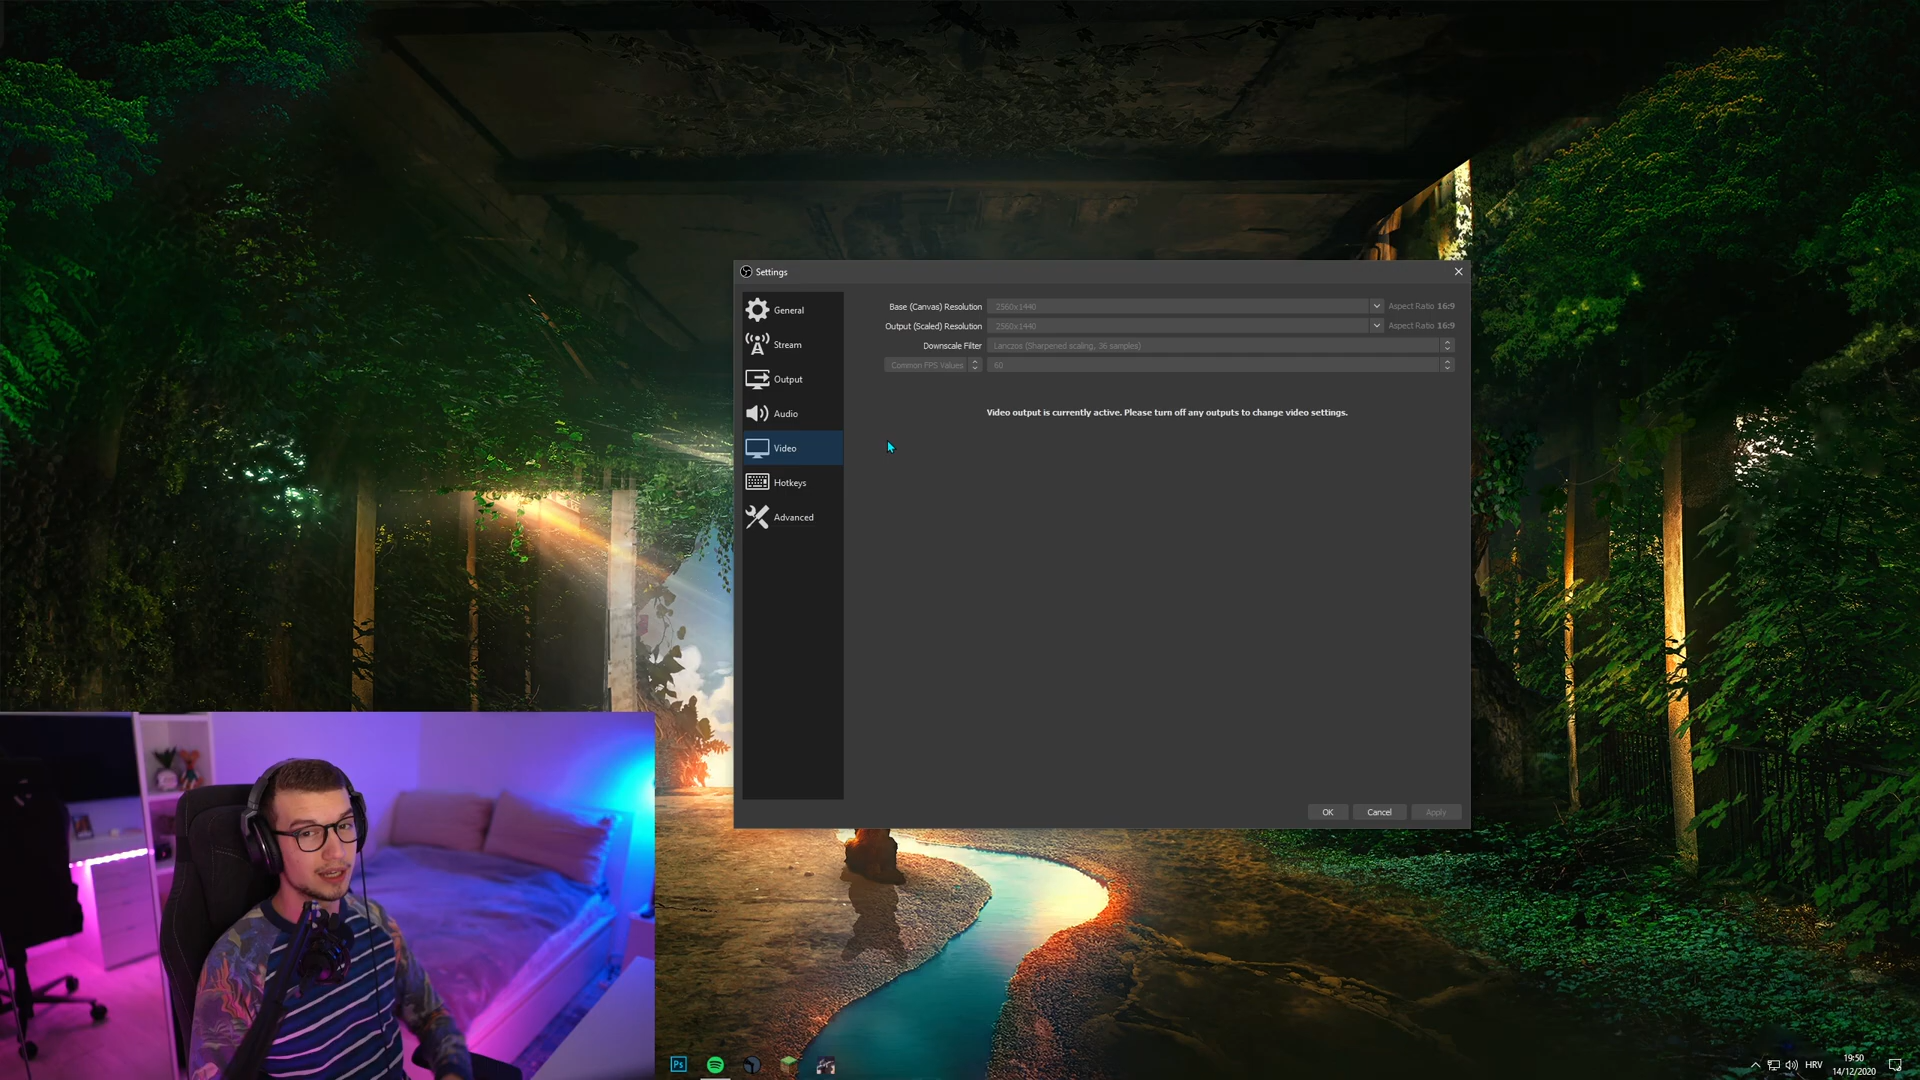 Settings
General
Stream
Output
Audio
Video
Hotkeys
Advanced
Base (Canvas) Resolution 2560x1440 Aspect Ratio 16:9
Output (Scaled) Resolution 2560x1440 Aspect Ratio 16:9
Downscale Filter Lanczos (Sharpened scaling, 36 samples)
Common FPS Values 60
Video output is currently active. Please turn off any outputs to change video settings.
OK Cancel Apply
Ps
HRV
19:50
14/12/2020